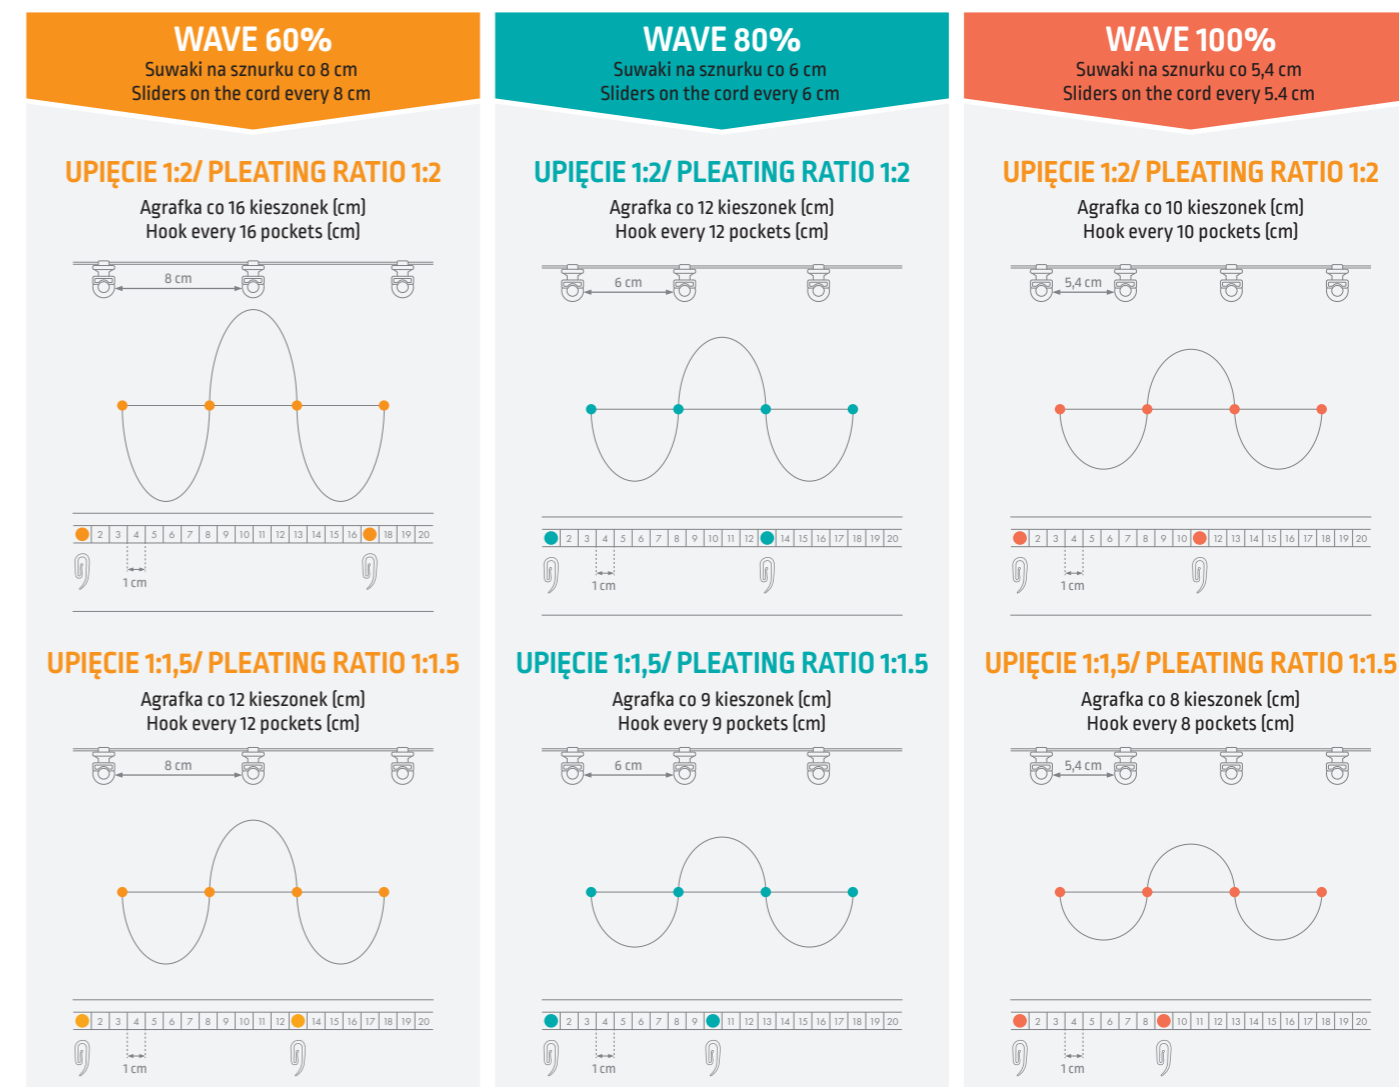 WAVE 60%
Suwaki na sznurku co 8 cm
Sliders on the cord every 8 cm
UPIĘCIE 1:2/ PLEATING RATIO 1:2
Agrafka co 16 kieszonek (cm)
Hook every 16 pockets (cm)
8 cm
2 3 4 5 6 7 8 9 10 11 12 13 14 15 16 18 19 20
1 cm
UPIĘCIE 1:1,5/ PLEATING RATIO 1:1.5
Agrafka co 12 kieszonek (cm)
Hook every 12 pockets (cm)
8 cm
2 3 4 5 6 7 8 9 10 11 12 14 15 16 17 18 19 20
1 cm
WAVE 80%
Suwaki na sznurku co 6 cm
Sliders on the cord every 6 cm
UPIĘCIE 1:2/ PLEATING RATIO 1:2
Agrafka co 12 kieszonek (cm)
Hook every 12 pockets (cm)
6 cm
2 3 4 5 6 7 8 9 10 11 12 14 15 16 17 18 19 20
1 cm
UPIĘCIE 1:1,5/ PLEATING RATIO 1:1.5
Agrafka co 9 kieszonek (cm)
Hook every 9 pockets (cm)
6 cm
2 3 4 5 6 7 8 9 11 12 13 14 15 16 17 18 19 20
1 cm
WAVE 100%
Suwaki na sznurku co 5,4 cm
Sliders on the cord every 5.4 cm
UPIĘCIE 1:2/ PLEATING RATIO 1:2
Agrafka co 10 kieszonek (cm)
Hook every 10 pockets (cm)
5,4 cm
2 3 4 5 6 7 8 9 10 12 13 14 15 16 17 18 19 20
1 cm
UPIĘCIE 1:1,5/ PLEATING RATIO 1:1.5
Agrafka co 8 kieszonek (cm)
Hook every 8 pockets (cm)
5,4 cm
2 3 4 5 6 7 8 10 11 12 13 14 15 16 17 18 19 20
1 cm